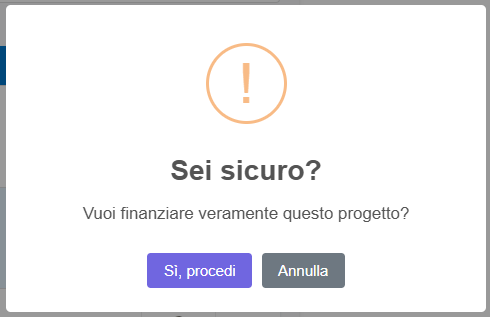 !
Sei sicuro?
Vuoi finanziare veramente questo progetto?
Sì, procedi
Annulla